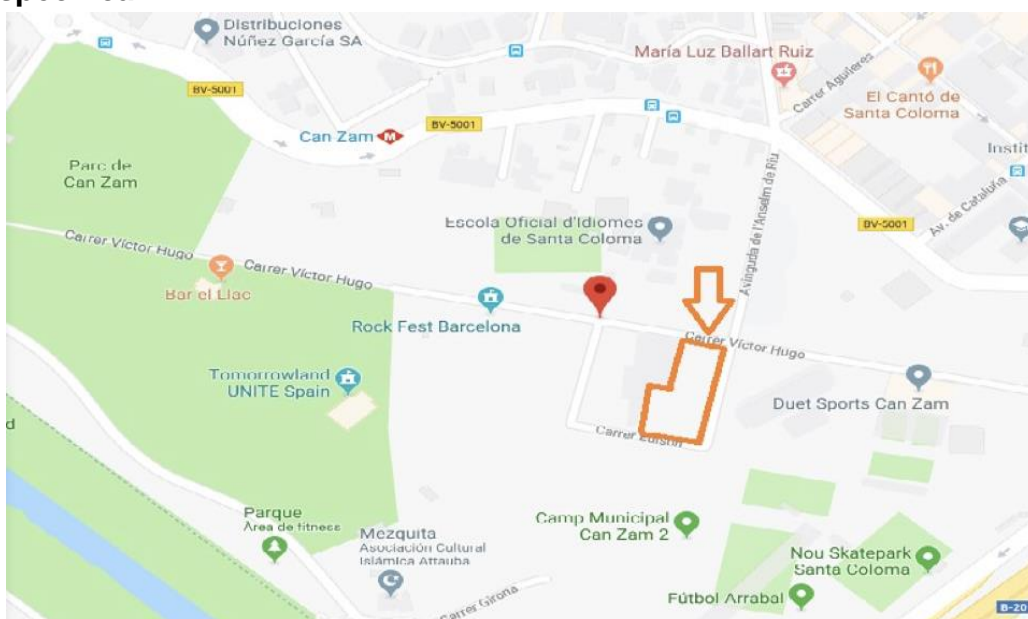 Distribuciones
Núñez García SA
María Luz Ballart Ruiz
Carrer Aguileres
El Cantó de
Santa Coloma
BV-5001
BV-5001
Can Zam
M
Instit
Parc de
Can Zam
Avinguda de l'Anselm de Riu
Av. de Cataluña
BV-5001
Escola Oficial d'Idiomes
de Santa Coloma
Carrer Víctor Hugo
Carrer Víctor Hugo
Bar el Llac
Rock Fest Barcelona
Carrer Víctor Hugo
Tomorrowland
UNITE Spain
Duet Sports Can Zam
d
Carrer
Parque
Área de fitness
Mezquita
Asociación Cultural
Islámica Attauba
Camp Municipal
Can Zam 2
Nou Skatepark
Santa Coloma
Carrer Girona
Fútbol Arrabal
B-20